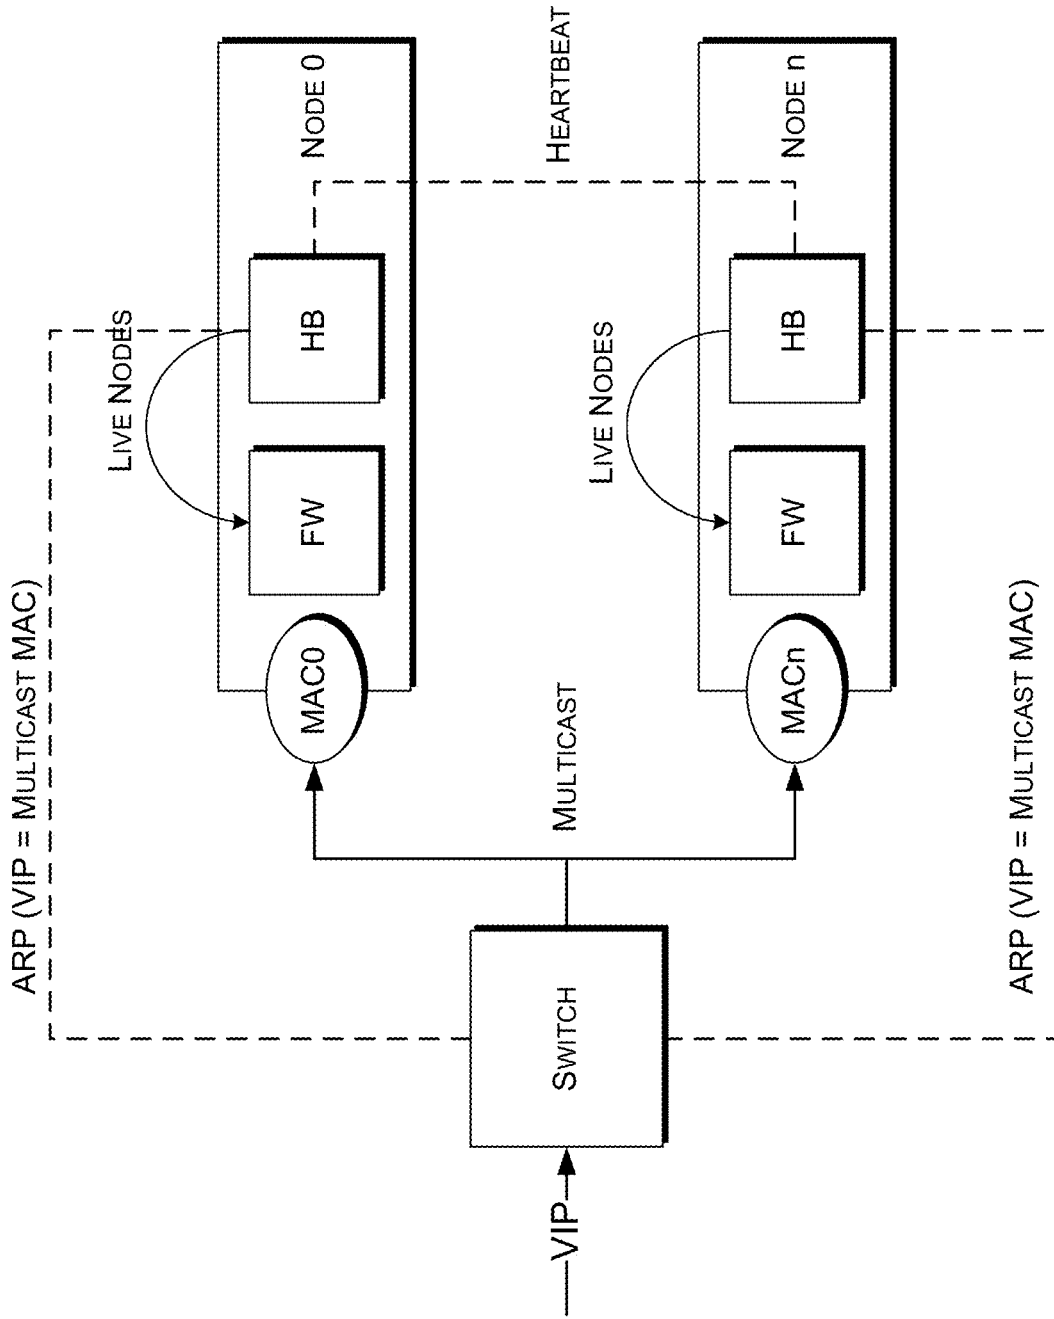 ARP (VIP = MULTICAST MAC)
LIVE NODES
MAC0
FW
HB
NODE 0
VIP
SWITCH
MULTICAST
HEARTBEAT
LIVE NODES
MACn
FW
HB
NODE n
ARP (VIP = MULTICAST MAC)